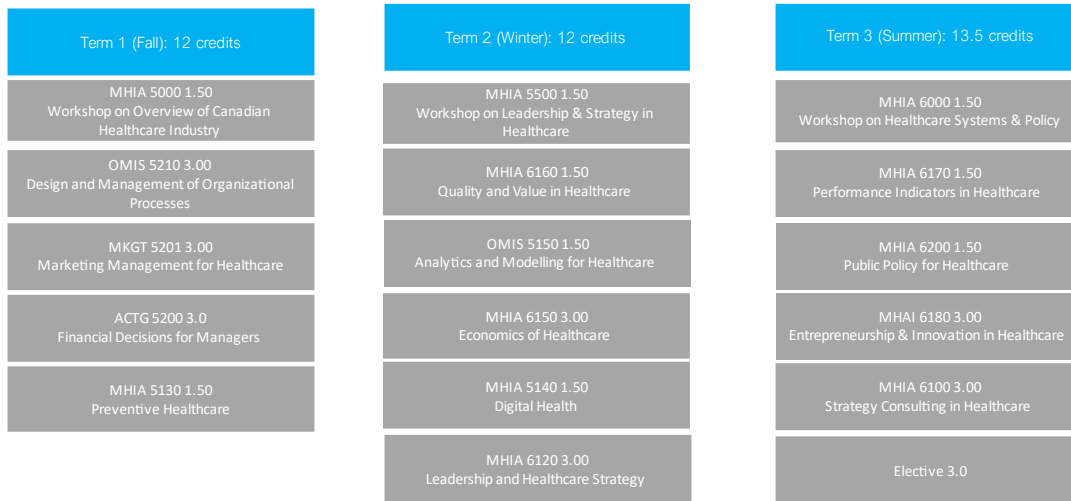 Term 1 (Fall): 12 credits
MHIA 5000 1.50
Workshop on Overview of Canadian
Healthcare Industry
OMIS 5210 3.00
Design and Management of Organizational
Processes
MKGT 5201 3.00
Marketing Management for Healthcare
ACTG 5200 3.0
Financial Decisions for Managers
MHIA 5130 1.50
Preventive Healthcare
Term 2 (Winter): 12 credits
MHIA 5500 1.50
Workshop on Leadership & Strategy in
Healthcare
MHIA 6160 1.50
Quality and Value in Healthcare
OMIS 5150 1.50
Analytics and Modelling for Healthcare
MHIA 6150 3.00
Economics of Healthcare
MHIA 5140 1.50
Digital Health
MHIA 6120 3.00
Leadership and Healthcare Strategy
Term 3 (Summer): 13.5 credits
MHIA 6000 1.50
Workshop on Healthcare Systems & Policy
MHIA 6170 1.50
Performance Indicators in Healthcare
MHIA 6200 1.50
Public Policy for Healthcare
MHAI 6180 3.00
Entrepreneurship & Innovation in Healthcare
MHIA 6100 3.00
Strategy Consulting in Healthcare
Elective 3.0